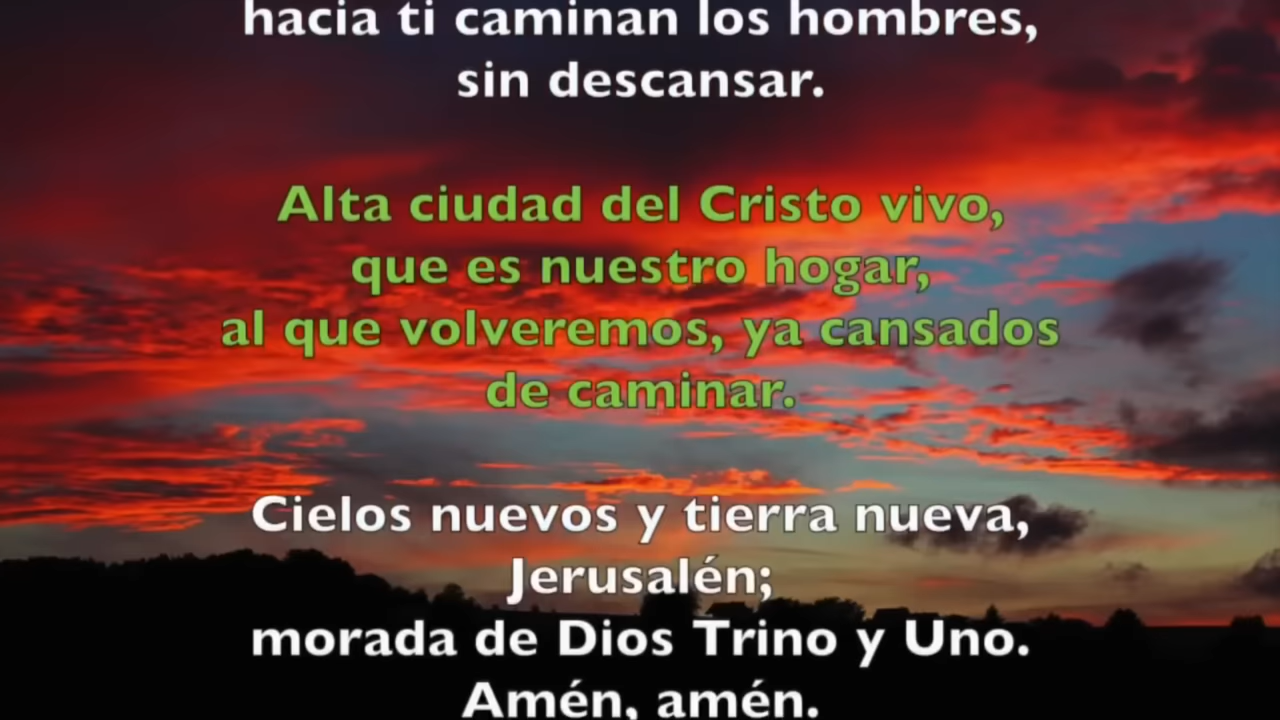 hacia ti caminan los hombres,
sin descansar.
Alta ciudad del Cristo vivo,
que es nuestro hogar,
al que volveremos, ya cansados
de caminar.
Cielos nuevos y tierra nueva,
Jerusalén;
morada de Dios Trino y Uno.
Amén, amén.